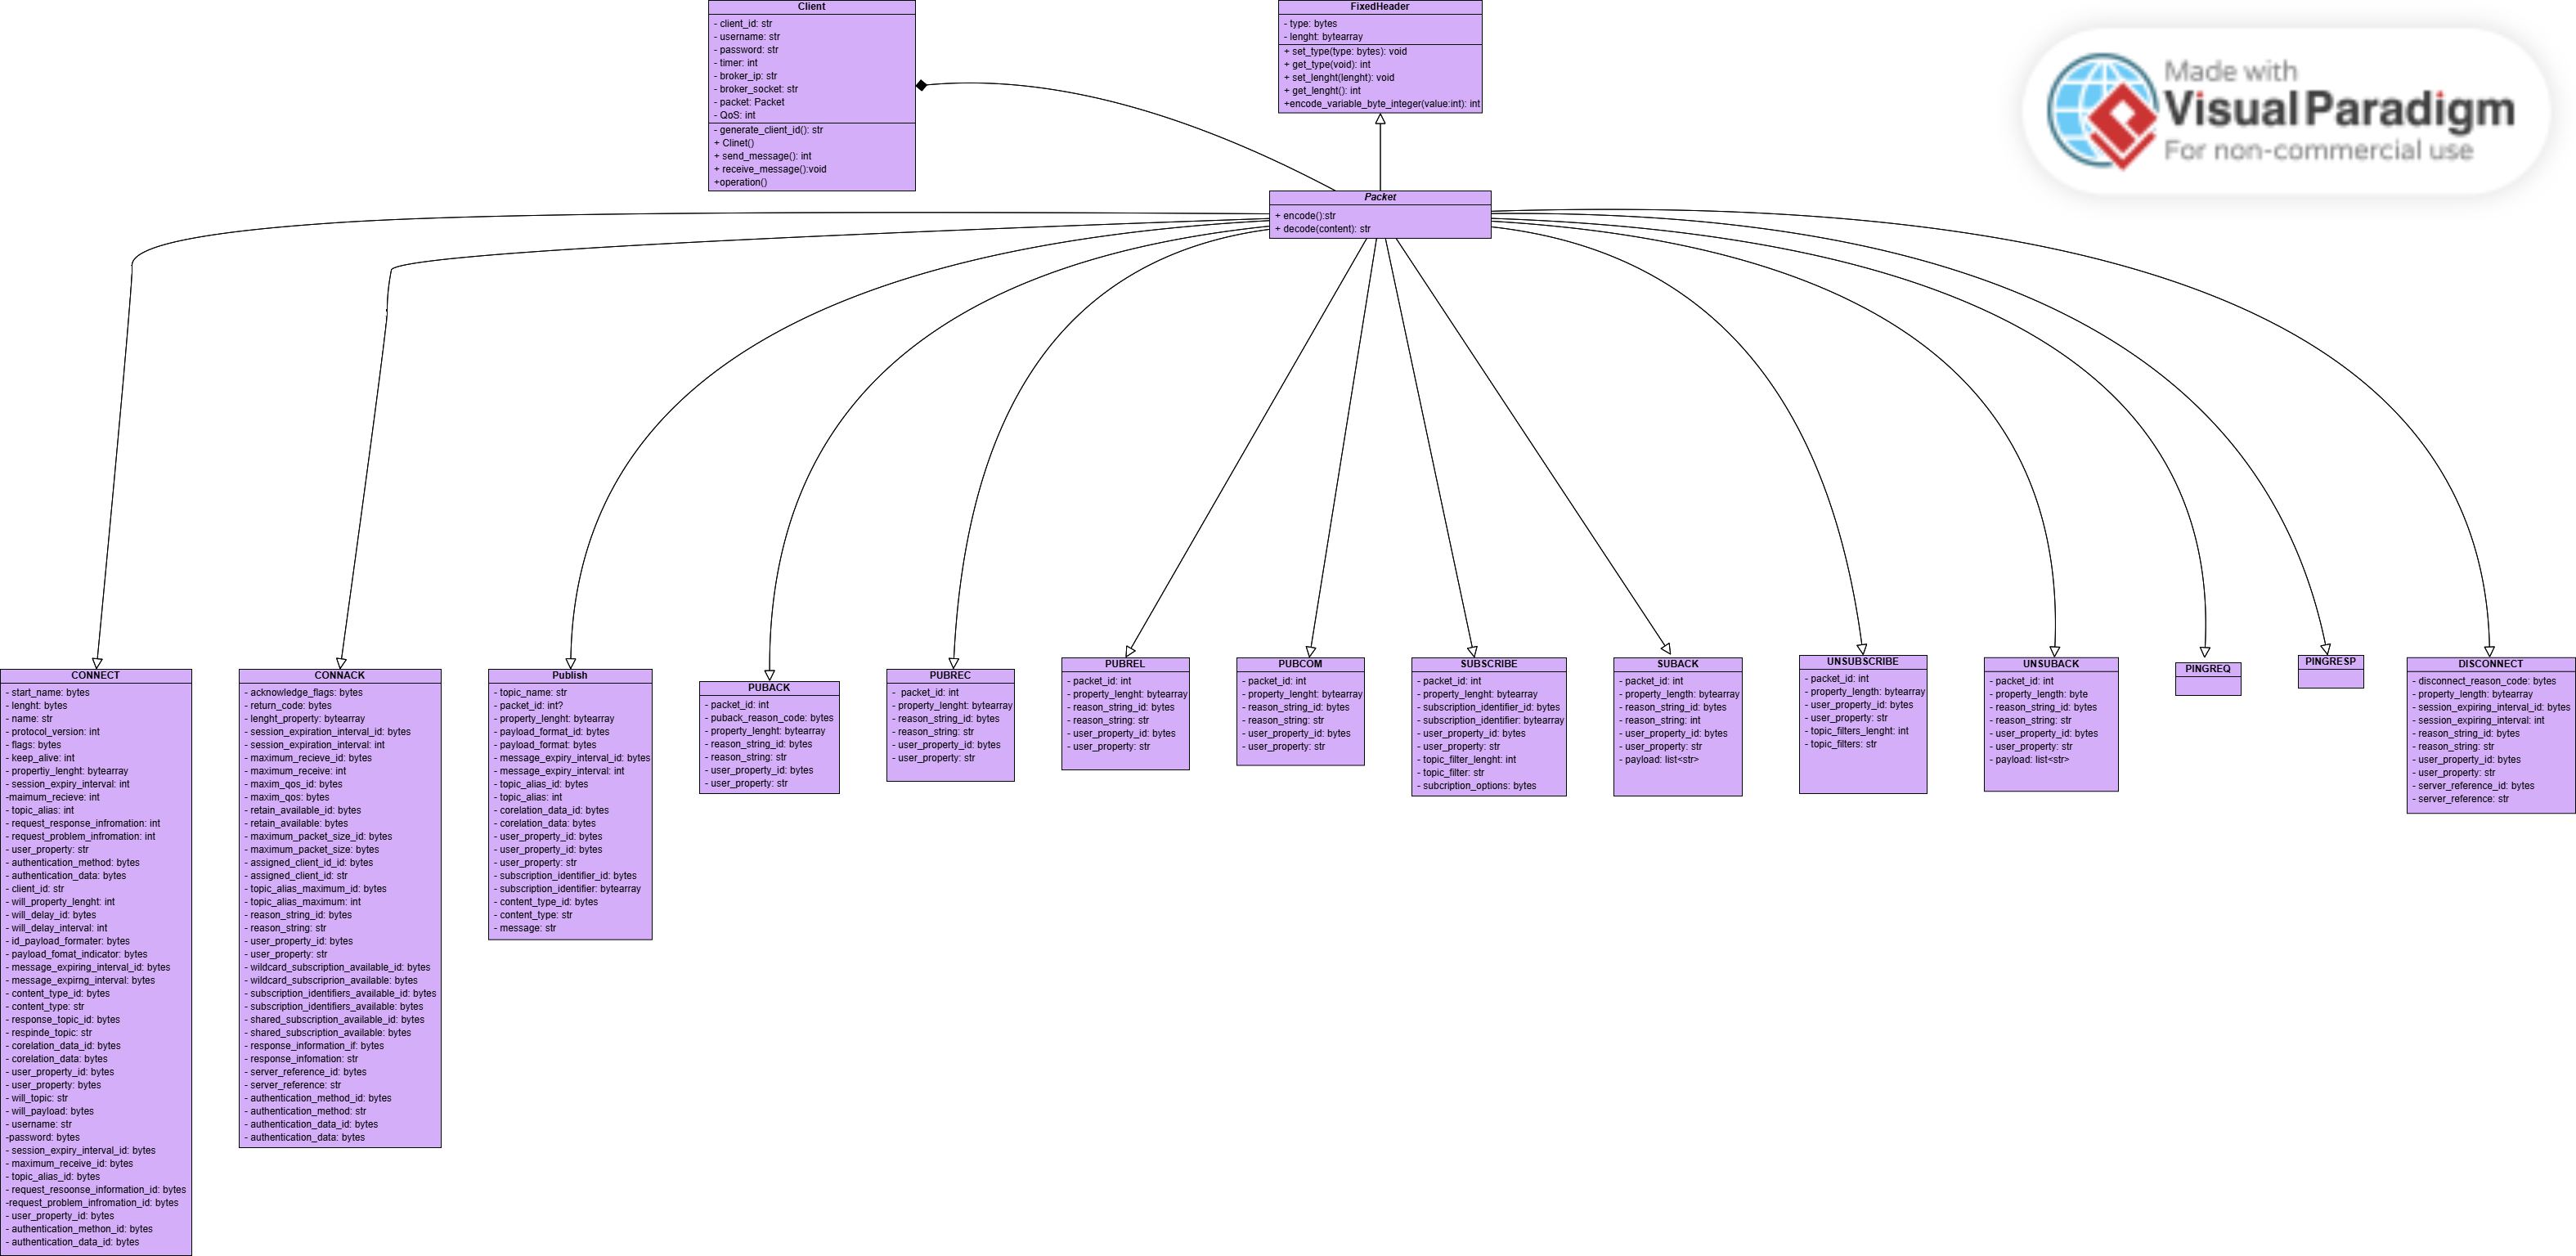 Client
- client_id: str
- username: str
- password: str
- timer: int
- broker_ip: str
- broker_socket: str
- packet: Packet
- QoS: int
- generate_client_id(): str
+ Clinet()
+ send_message(): int
+ receive_message():void
+operation()
FixedHeader
- type: bytes
- lenght: bytearray
+ set_type(type: bytes): void
+ get_type(void): int
+ set_lenght(lenght): void
+ get_lenght(): int
+encode_variable_byte_integer(value:int): int
Made with
Visual Paradigm
For non-commercial use
Packet
+ encode():str
+ decode(content): str
CONNECT
- start_name: bytes
- lenght: bytes
- name: str
- protocol_version: int
- flags: bytes
- keep_alive: int
- propertiy_lenght: bytearray
- session_expiry_interval: int
-maimum_recieve: int
- topic_alias: int
- request_response_infromation: int
- request_problem_infromation: int
- user_property: str
- authentication_method: bytes
- authentication_data: bytes
- client_id: str
- will_property_lenght: int
- will_delay_id: bytes
- will_delay_interval: int
- id_payload_formater: bytes
- payload_fomat_indicator: bytes
- message_expiring_interval_id: bytes
- message_expirng_interval: bytes
- content_type_id: bytes
- content_type: str
- response_topic_id: bytes
- respinde_topic: str
- corelation_data_id: bytes
- corelation_data: bytes
- user_property_id: bytes
- user_property: bytes
- will_topic: str
- will_payload: bytes
- username: str
-password: bytes
- session_expiry_interval_id: bytes
- maximum_receive_id: bytes
- topic_alias_id: bytes
- request_resoonse_information_id: bytes
-request_problem_infromation_id: bytes
- user_property_id: bytes
- authentication_methon_id: bytes
- authentication_data_id: bytes
CONNACK
- acknowledge_flags: bytes
- return_code: bytes
- lenght_property: bytearray
- session_expiration_interval_id: bytes
- session_expiration_interval: int
- maximum_recieve_id: bytes
- maximum_receive: int
- maxim_qos_id: bytes
- maxim_qos: bytes
- retain_available_id: bytes
- retain_available: bytes
- maximum_packet_size_id: bytes
- maximum_packet_size: bytes
- assigned_client_id_id: bytes
- assigned_client_id: str
- topic_alias_maximum_id: bytes
- topic_alias_maximum: int
- reason_string_id: bytes
- reason_string: str
- user_property_id: bytes
- user_property: str
- wildcard_subscription_available_id: bytes
- wildcard_subscriprion_available: bytes
- subscription_identifiers_available_id: bytes
- subscription_identifiers_available: bytes
- shared_subscription_available_id: bytes
- shared_subscription_available: bytes
- response_information_if: bytes
- response_infomation: str
- server_reference_id: bytes
- server_reference: str
- authentication_method_id: bytes
- authentication_method: str
- authentication_data_id: bytes
- authentication_data: bytes
Publish
- topic_name: str
- packet_id: int?
- property_lenght: bytearray
- payload_format_id: bytes
- payload_format: bytes
- message_expiry_interval_id: bytes
- message_expiry_interval: int
- topic_alias_id: bytes
- topic_alias: int
- corelation_data_id: bytes
- corelation_data: bytes
- user_property_id: bytes
- user_property_id: bytes
- user_property: str
- subscription_identifier_id: bytes
- subscription_identifier: bytearray
- content_type_id: bytes
- content_type: str
- message: str
PUBACK
- packet_id: int
- puback_reason_code: bytes
- property_lenght: bytearray
- reason_string_id: bytes
- reason_string: str
- user_property_id: bytes
- user_property: str
PUBREC
- packet_id: int
- property_lenght: bytearray
- reason_string_id: bytes
- reason_string: str
- user_property_id: bytes
- user_property: str
PUBREL
- packet_id: int
- property_lenght: bytearray
- reason_string_id: bytes
- reason_string: str
- user_property_id: bytes
- user_property: str
PUBCOM
- packet_id: int
- property_lenght: bytearray
- reason_string_id: bytes
- reason_string: str
- user_property_id: bytes
- user_property: str
SUBSCRIBE
- packet_id: int
- property_lenght: bytearray
- subscription_identifier_id: bytes
- subscription_identifier: bytearray
- user_property_id: bytes
- user_property: str
- topic_filter_lenght: int
- topic_filter: str
- subcription_options: bytes
SUBACK
- packet_id: int
- property_length: bytearray
- reason_string_id: bytes
- reason_string: int
- user_property_id: bytes
- user_property: str
- payload: list<str>
UNSUBSCRIBE
- packet_id: int
- property_length: bytearray
- user_property_id: bytes
- user_property: str
- topic_filters_lenght: int
- topic_filters: str
UNSUBACK
- packet_id: int
- property_length: byte
- reason_string_id: bytes
- reason_string: str
- user_property_id: bytes
- user_property: str
- payload: list<str>
PINGREQ
PINGRESP
DISCONNECT
- disconnect_reason_code: bytes
- property_length: bytearray
- session_expiring_interval_id: bytes
- session_expiring_interval: int
- reason_string_id: bytes
- reason_string: str
- user_property_id: bytes
- user_property: str
- server_reference_id: bytes
- server_reference: str